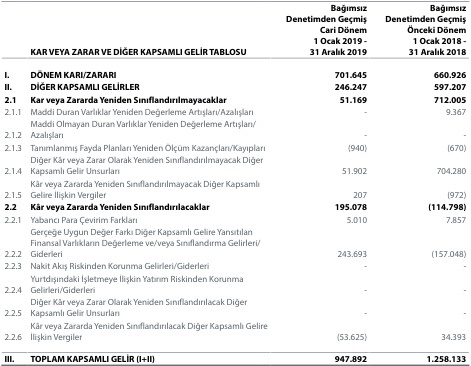 Bağımsız Bağımsız
Denetimden Geçmiş Denetimden Geçmiş
Cari Dönem Önceki Dönem
1 Ocak 2019 - 1 Ocak 2018 -
KAR VEYA ZARAR VE DİĞER KAPSAMLI GELİR TABLOSU 31 Aralık 2019 31 Aralık 2018
I. DÖNEM KARI/ZARARI 701.645 660.926
II. DİĞER KAPSAMLI GELİRLER 246.247 597.207
2.1 Kar veya Zararda Yeniden Sınıflandırılmayacaklar 51.169 712.005
2.1.1 Maddi Duran Varlıklar Yeniden Değerleme Artışları/Azalışları - 9.367
Maddi Olmayan Duran Varlıklar Yeniden Değerleme Artışları/
2.1.2 Azalışları - -
2.1.3 Tanımlanmış Fayda Planları Yeniden Ölçüm Kazançları/Kayıpları (940) (670)
Diğer Kâr veya Zarar Olarak Yeniden Sınıflandırılmayacak Diğer
2.1.4 Kapsamlı Gelir Unsurları 51.902 704.280
Kâr veya Zararda Yeniden Sınıflandırılmayacak Diğer Kapsamlı
2.1.5 Gelire İlişkin Vergiler 207 (972)
2.2 Kâr veya Zararda Yeniden Sınıflandırılacaklar 195.078 (114.798)
2.2.1 Yabancı Para Çevirim Farkları 5.010 7.857
Gerçeğe Uygun Değer Farkı Diğer Kapsamlı Gelire Yansıtılan
Finansal Varlıkların Değerleme ve/veya Sınıflandırma Gelirleri/
2.2.2 Giderleri 243.693 (157.048)
2.2.3 Nakit Akış Riskinden Korunma Gelirleri/Giderleri - -
Yurtdışındaki İşletmeye İlişkin Yatırım Riskinden Korunma
2.2.4 Gelirleri/Giderleri - -
Diğer Kâr veya Zarar Olarak Yeniden Sınıflandırılacak Diğer
2.2.5 Kapsamlı Gelir Unsurları - -
Kâr veya Zararda Yeniden Sınıflandırılacak Diğer Kapsamlı Gelire
2.2.6 İlişkin Vergiler (53.625) 34.393
III. TOPLAM KAPSAMLI GELİR (I+II) 947.892 1.258.133